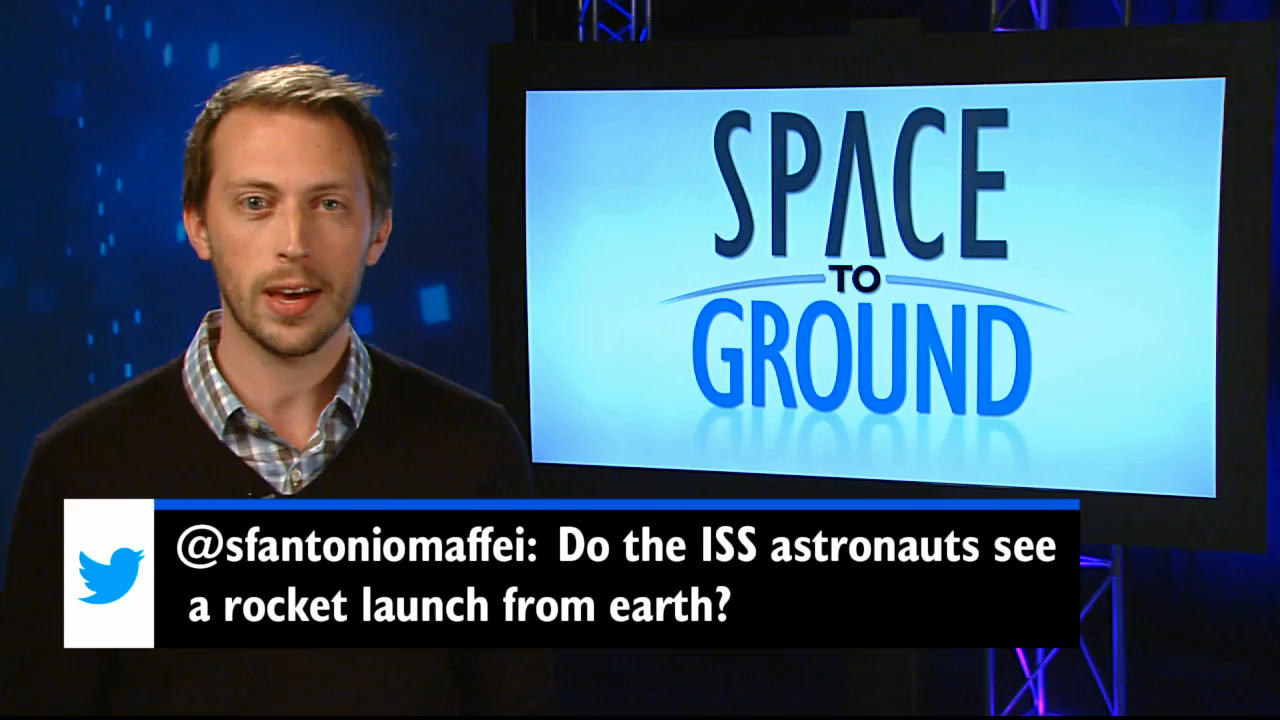 SPACE
TO
GROUND
@sfantoniomaffei: Do the ISS astronauts see
a rocket launch from earth?